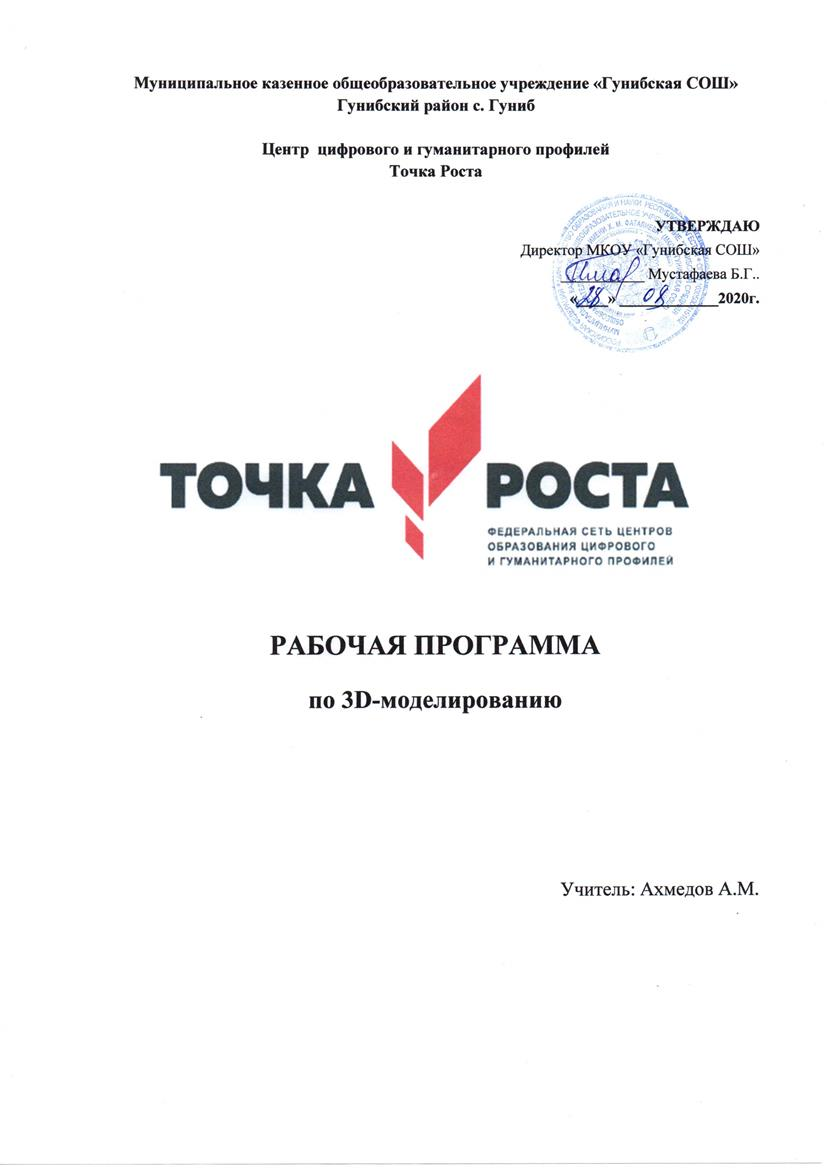 Муниципальное казенное общеобразовательное учреждение «Гунибская СОШ»
Гунибский район с. Гуниб
Центр цифрового и гуманитарного профилей
Точка Роста
УТВЕРЖДАЮ
Директор МКОУ «Гунибская СОШ»
Мустафаева Б.Г..
«28» 08 2020г.
ТОЧКА РОСТА
ФЕДЕРАЛЬНАЯ СЕТЬ ЦЕНТРОВ
ОБРАЗОВАНИЯ ЦИФРОВОГО
И ГУМАНИТАРНОГО ПРОФИЛЕЙ
РАБОЧАЯ ПРОГРАММА
по 3D-моделированию
Учитель: Ахмедов А.М.